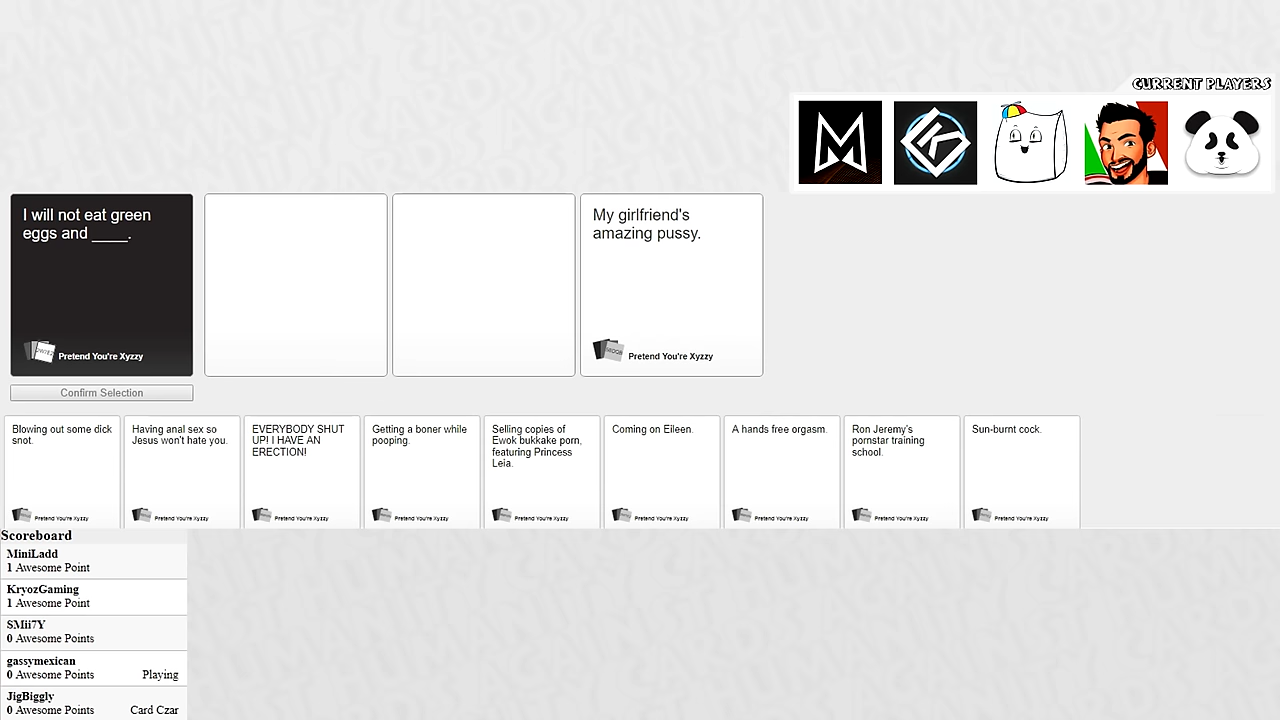 CURRENT PLAYERS
I will not eat green
eggs and ____.
Pretend You're Xyzzy
My girlfriend's
amazing pussy.
Pretend You're Xyzzy
Confirm Selection
Blowing out some dick
snot.
Pretend You're Xyzzy
Having anal sex so
Jesus won't hate you.
Pretend You're Xyzzy
EVERYBODY SHUT
UP! I HAVE AN
ERECTION!
Pretend You're Xyzzy
Getting a boner while
pooping.
Pretend You're Xyzzy
Selling copies of
Ewok bukkake porn,
featuring Princess
Leia.
Pretend You're Xyzzy
Coming on Eileen.
Pretend You're Xyzzy
A hands free orgasm.
Pretend You're Xyzzy
Ron Jeremy's
pornstar training
school.
Pretend You're Xyzzy
Sun-burnt cock.
Pretend You're Xyzzy
Scoreboard
MiniLadd
1 Awesome Point
KryozGaming
1 Awesome Point
SMii7Y
0 Awesome Points
gassymexican
0 Awesome Points Playing
JigBiggly
0 Awesome Points Card Czar